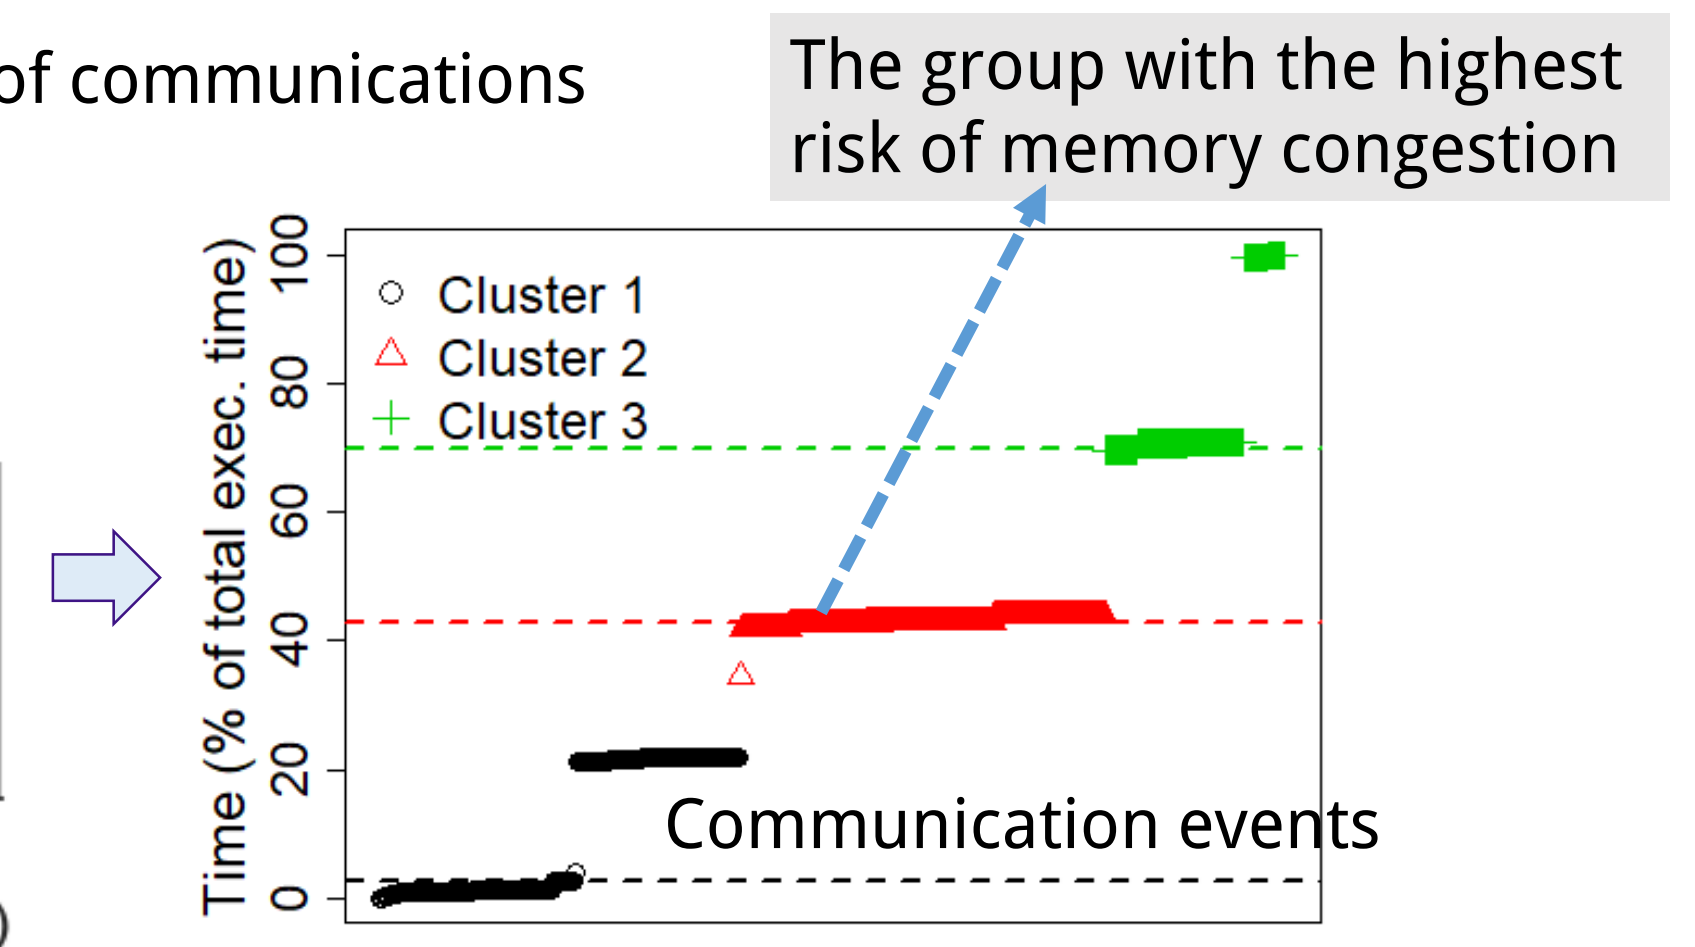 of communications
The group with the highest
risk of memory congestion
Time (% of total exec. time)
100
80
60
40
20
0
Cluster 1
Cluster 2
Cluster 3
Communication events
)